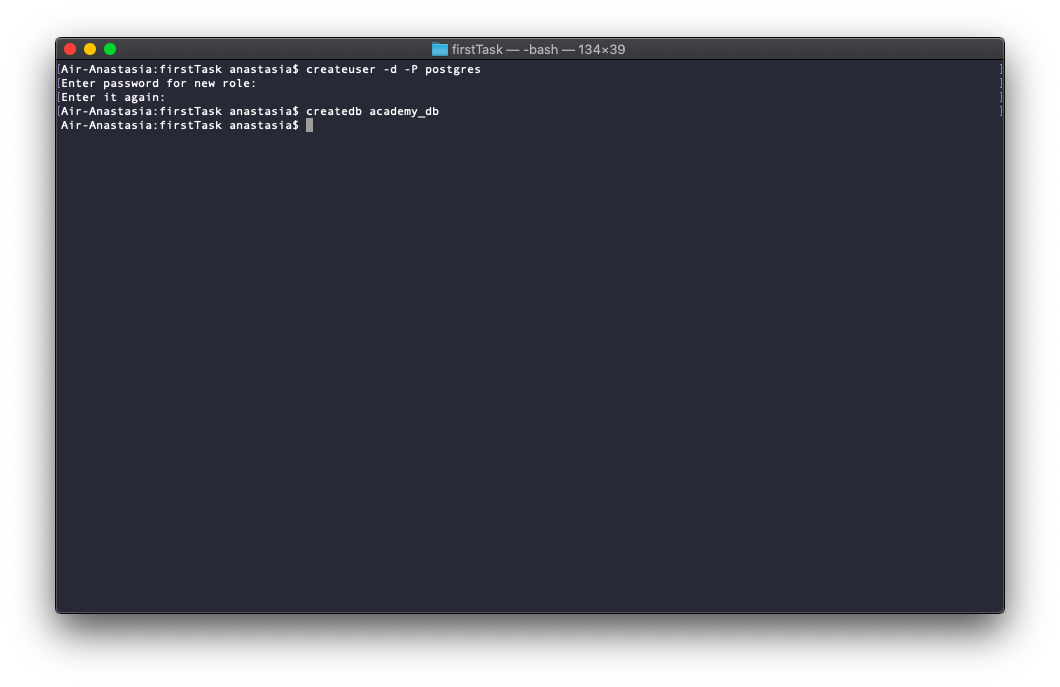 firstTask — -bash — 134×39
[Air-Anastasia:firstTask anastasia$ createuser -d -P postgres ]
[Enter password for new role: ]
[Enter it again: ]
[Air-Anastasia:firstTask anastasia$ createdb academy_db ]
Air-Anastasia:firstTask anastasia$